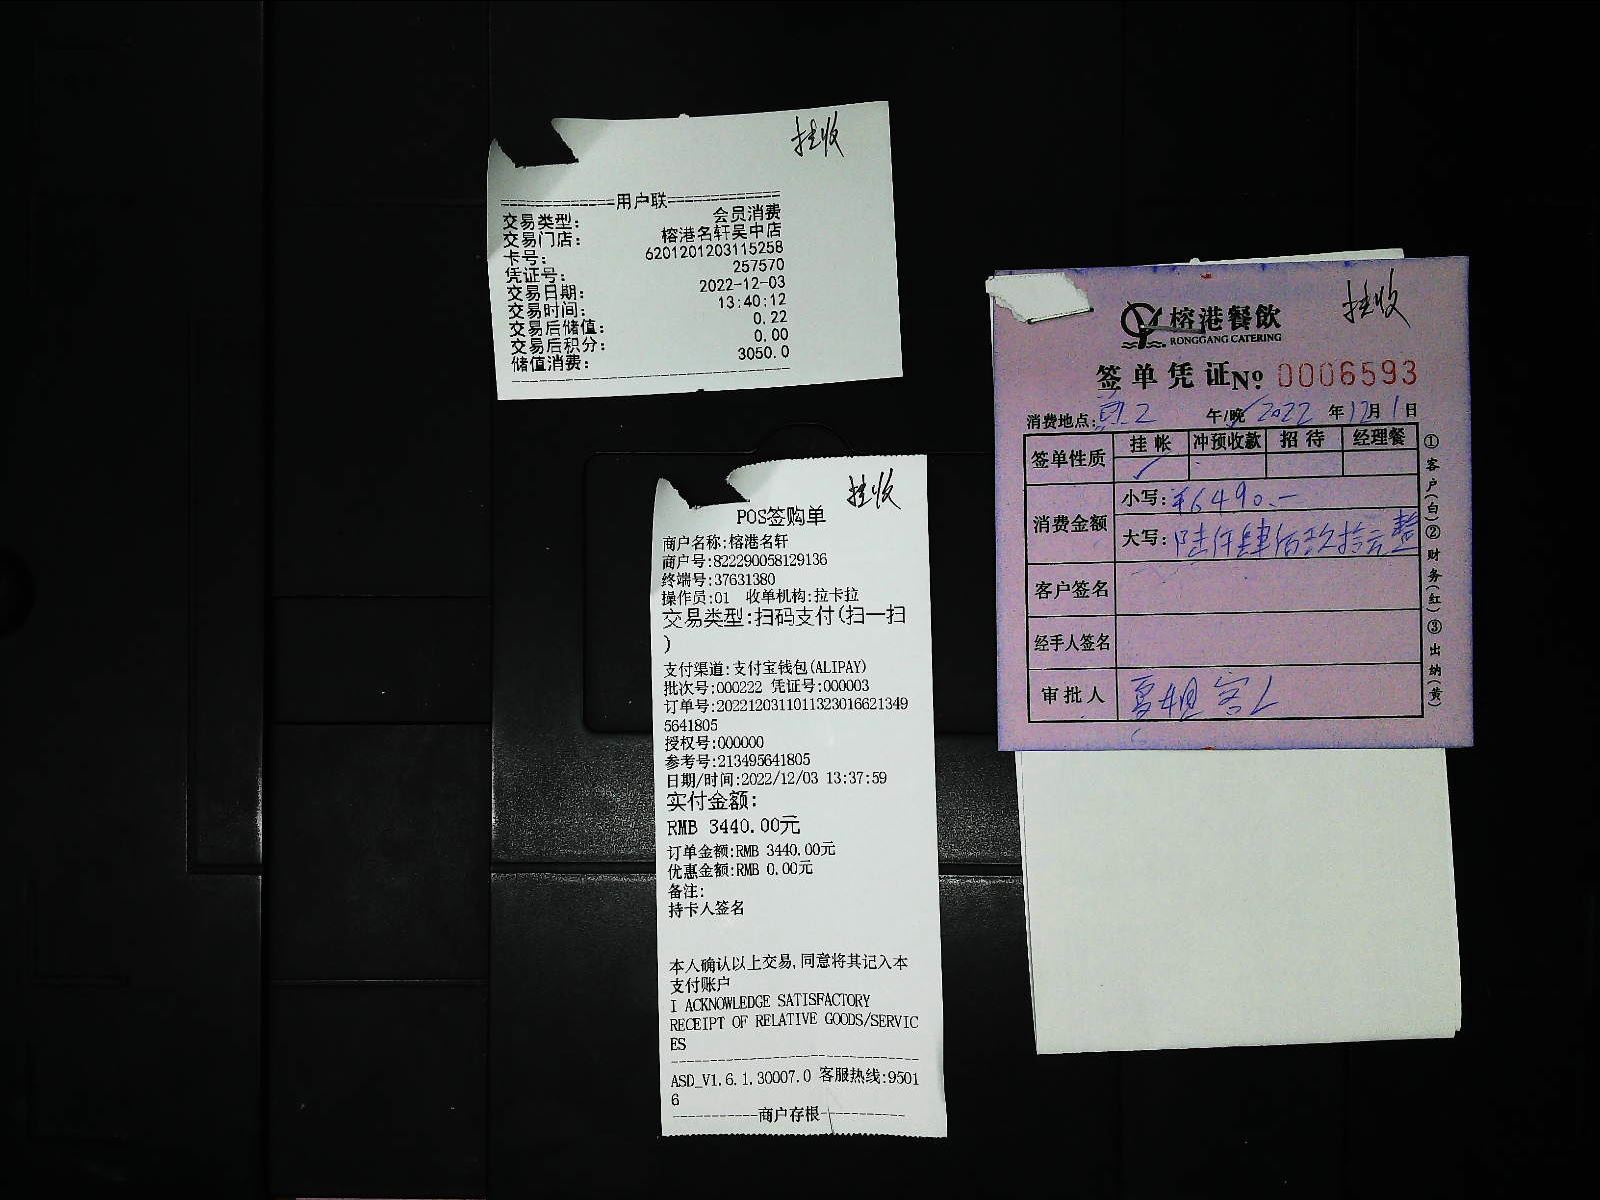 挂收
==============用户联==============
交易类型: 会员消费
交易门店: 榕港名轩吴中店
卡号: 6201201203115258
凭证号: 257570
交易日期: 2022-12-03
交易时间: 13:40:12
交易后储值: 0.22
交易后积分: 0.00
储值消费: 3050.0
挂收
POS签购单
商户名称:榕港名轩
商户号:822290058129136
终端号:37631380
操作员:01 收单机构:拉卡拉
交易类型:扫码支付(扫一扫
)
支付渠道:支付宝钱包(ALIPAY)
批次号:000222 凭证号:000003
订单号:2022120311011323016621349
5641805
授权号:000000
参考号:213495641805
日期/时间:2022/12/03 13:37:59
实付金额:
RMB 3440.00元
订单金额:RMB 3440.00元
优惠金额:RMB 0.00元
备注:
持卡人签名
本人确认以上交易,同意将其记入本
支付账户
I ACKNOWLEDGE SATISFACTORY
RECEIPT OF RELATIVE GOODS/SERVIC
ES
ASD_V1.6.1.30007.0 客服热线:9501
6
商户存根
挂收
榕港餐飲
RONGGANG CATERING
签单凭证No 0006593
消费地点: 午/晚 2022 年 12 月 1 日
签单性质 挂帐 冲预收款 招待 经理餐
✓
消费金额 小写: ¥6490.一
大写: 陆仟肆佰玖拾元整
客户签名
经手人签名
审批人
①客户(白)②财务(红)③出纳(黄)